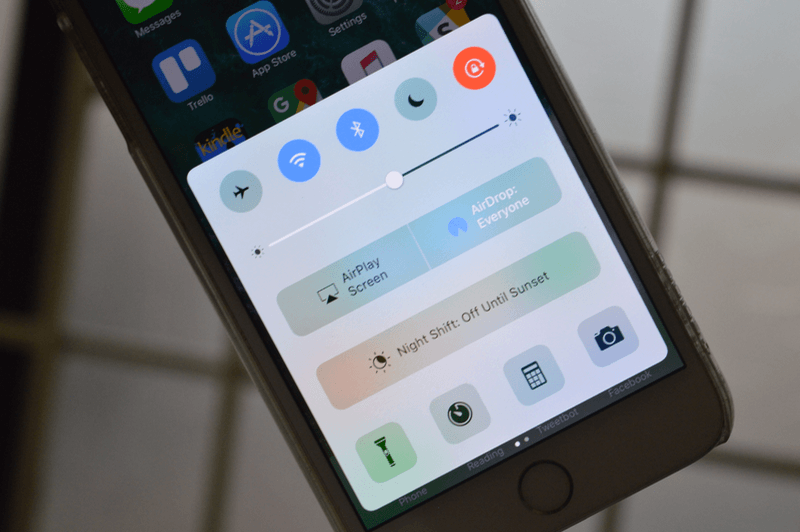 Messages
App Store
Settings
Trello
kindle
AirPlay
Screen
AirDrop:
Everyone
Night Shift: Off Until Sunset
Phone
Reading
Tweetbot
Facebook